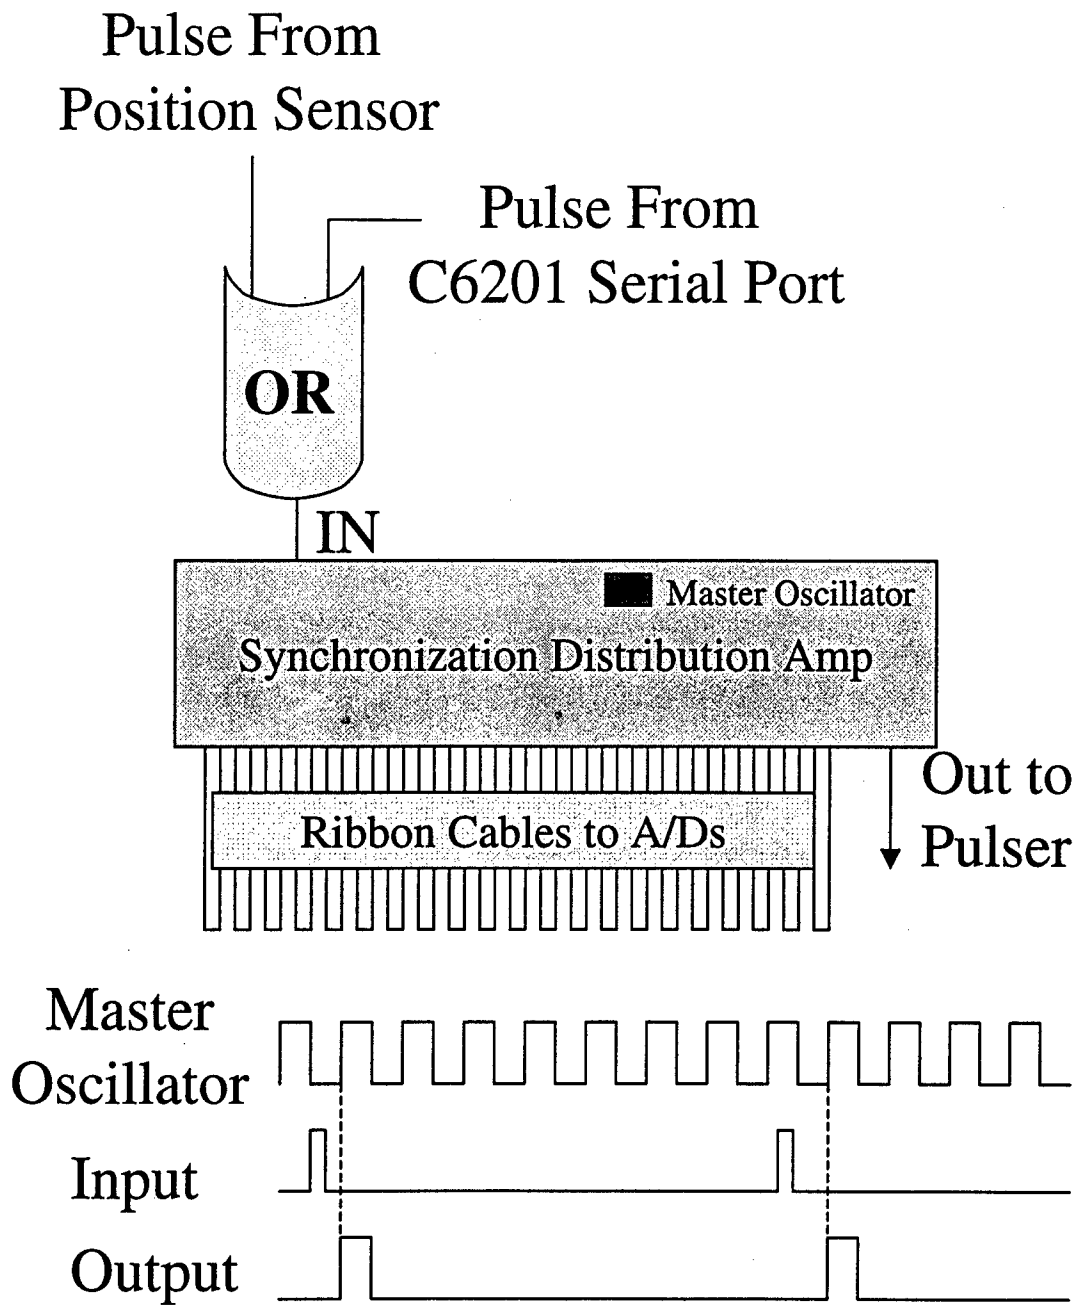 Pulse From
Position Sensor
Pulse From
C6201 Serial Port
OR
IN
Master Oscillator
Synchronization Distribution Amp
Ribbon Cables to A/Ds
Out to
Pulser
Master
Oscillator
Input
Output